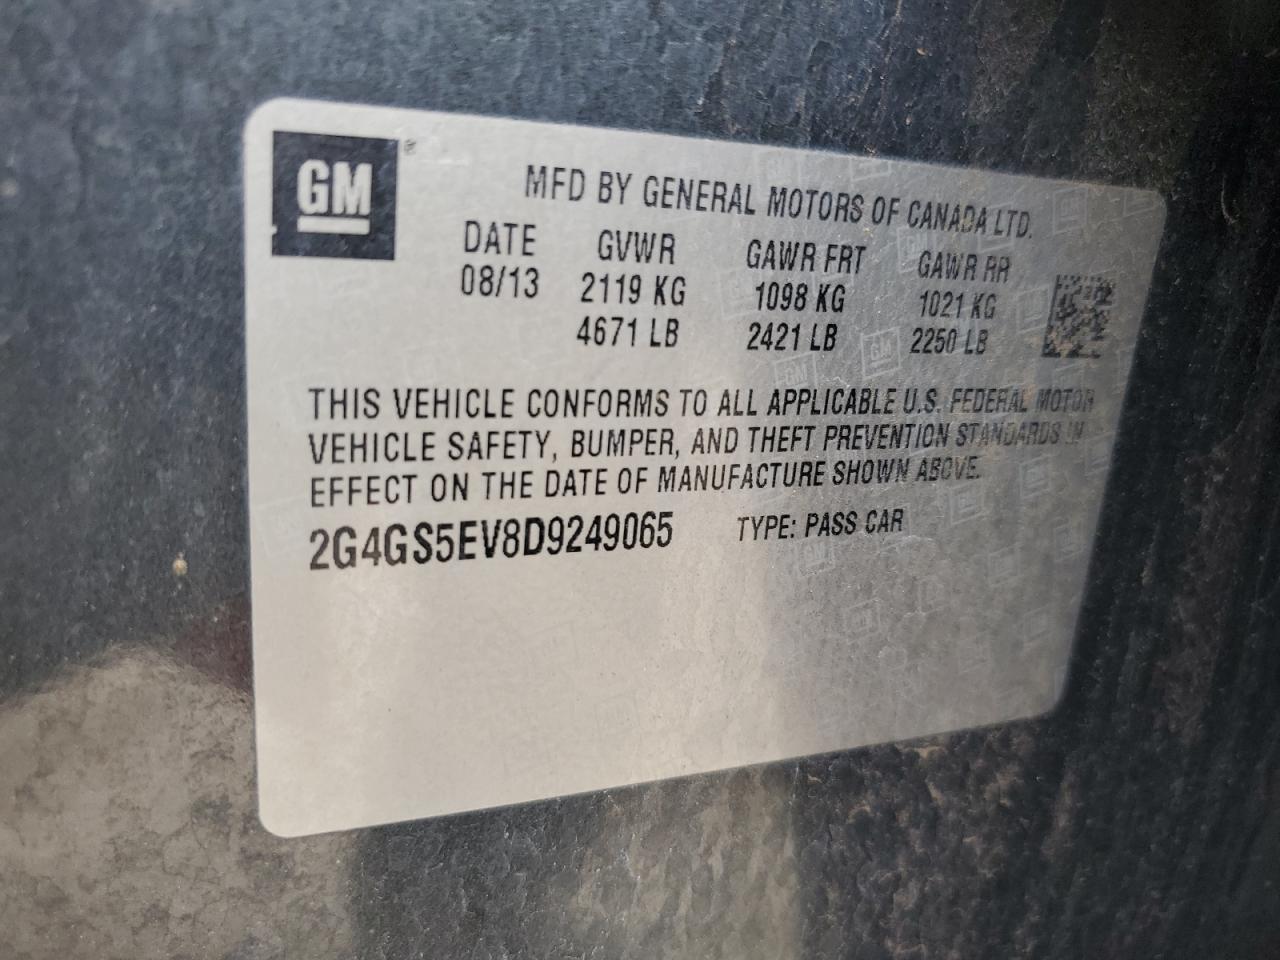 GM
MFD BY GENERAL MOTORS OF CANADA LTD.
DATE GVWR GAWR FRT GAWR RR
08/13 2119 KG 1098 KG 1021 KG
4671 LB 2421 LB 2250 LB
THIS VEHICLE CONFORMS TO ALL APPLICABLE U.S. FEDERAL MOTOR
VEHICLE SAFETY, BUMPER, AND THEFT PREVENTION STANDARDS IN
EFFECT ON THE DATE OF MANUFACTURE SHOWN ABOVE.
2G4GS5EV8D9249065 TYPE: PASS CAR